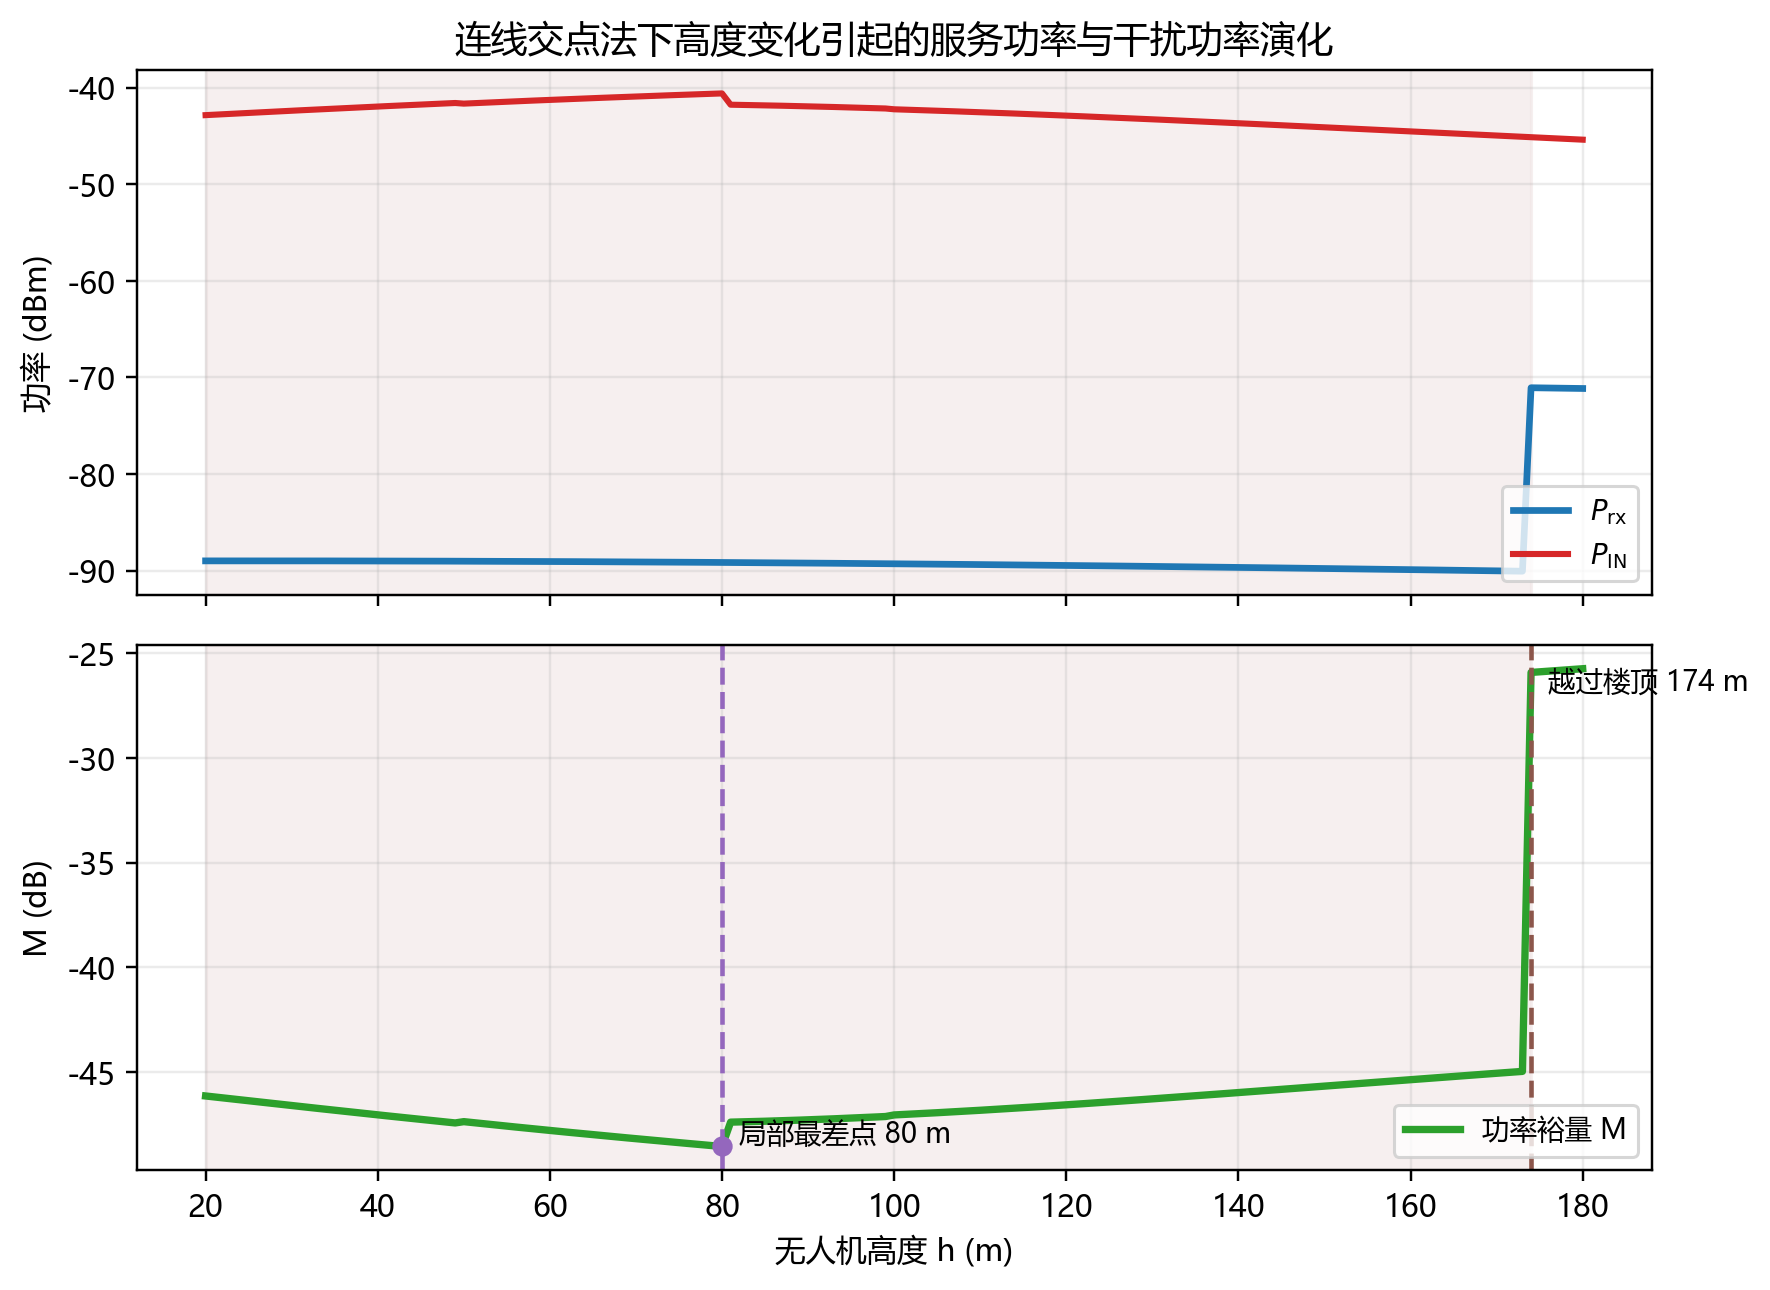 连线交点法下高度变化引起的服务功率与干扰功率演化
-40
-50
-60
-70
-80
-90
功率 (dBm)
P_rx
P_IN
-25
-30
-35
-40
-45
M (dB)
越过楼顶 174 m
局部最差点 80 m
功率裕量 M
20 40 60 80 100 120 140 160 180
无人机高度 h (m)